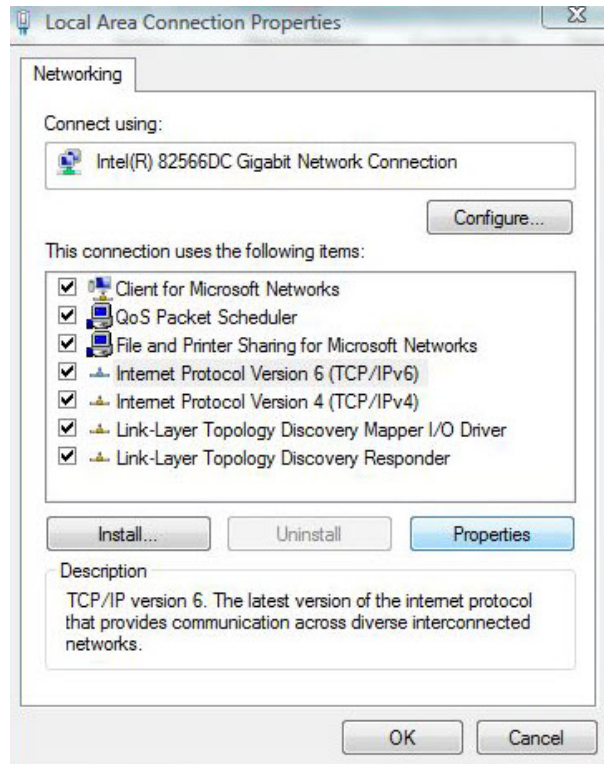 Local Area Connection Properties
Networking
Connect using:
Intel(R) 82566DC Gigabit Network Connection
Configure...
This connection uses the following items:
Client for Microsoft Networks
QoS Packet Scheduler
File and Printer Sharing for Microsoft Networks
Internet Protocol Version 6 (TCP/IPv6)
Internet Protocol Version 4 (TCP/IPv4)
Link-Layer Topology Discovery Mapper I/O Driver
Link-Layer Topology Discovery Responder
Install... Uninstall Properties
Description
TCP/IP version 6. The latest version of the internet protocol
that provides communication across diverse interconnected
networks.
OK Cancel